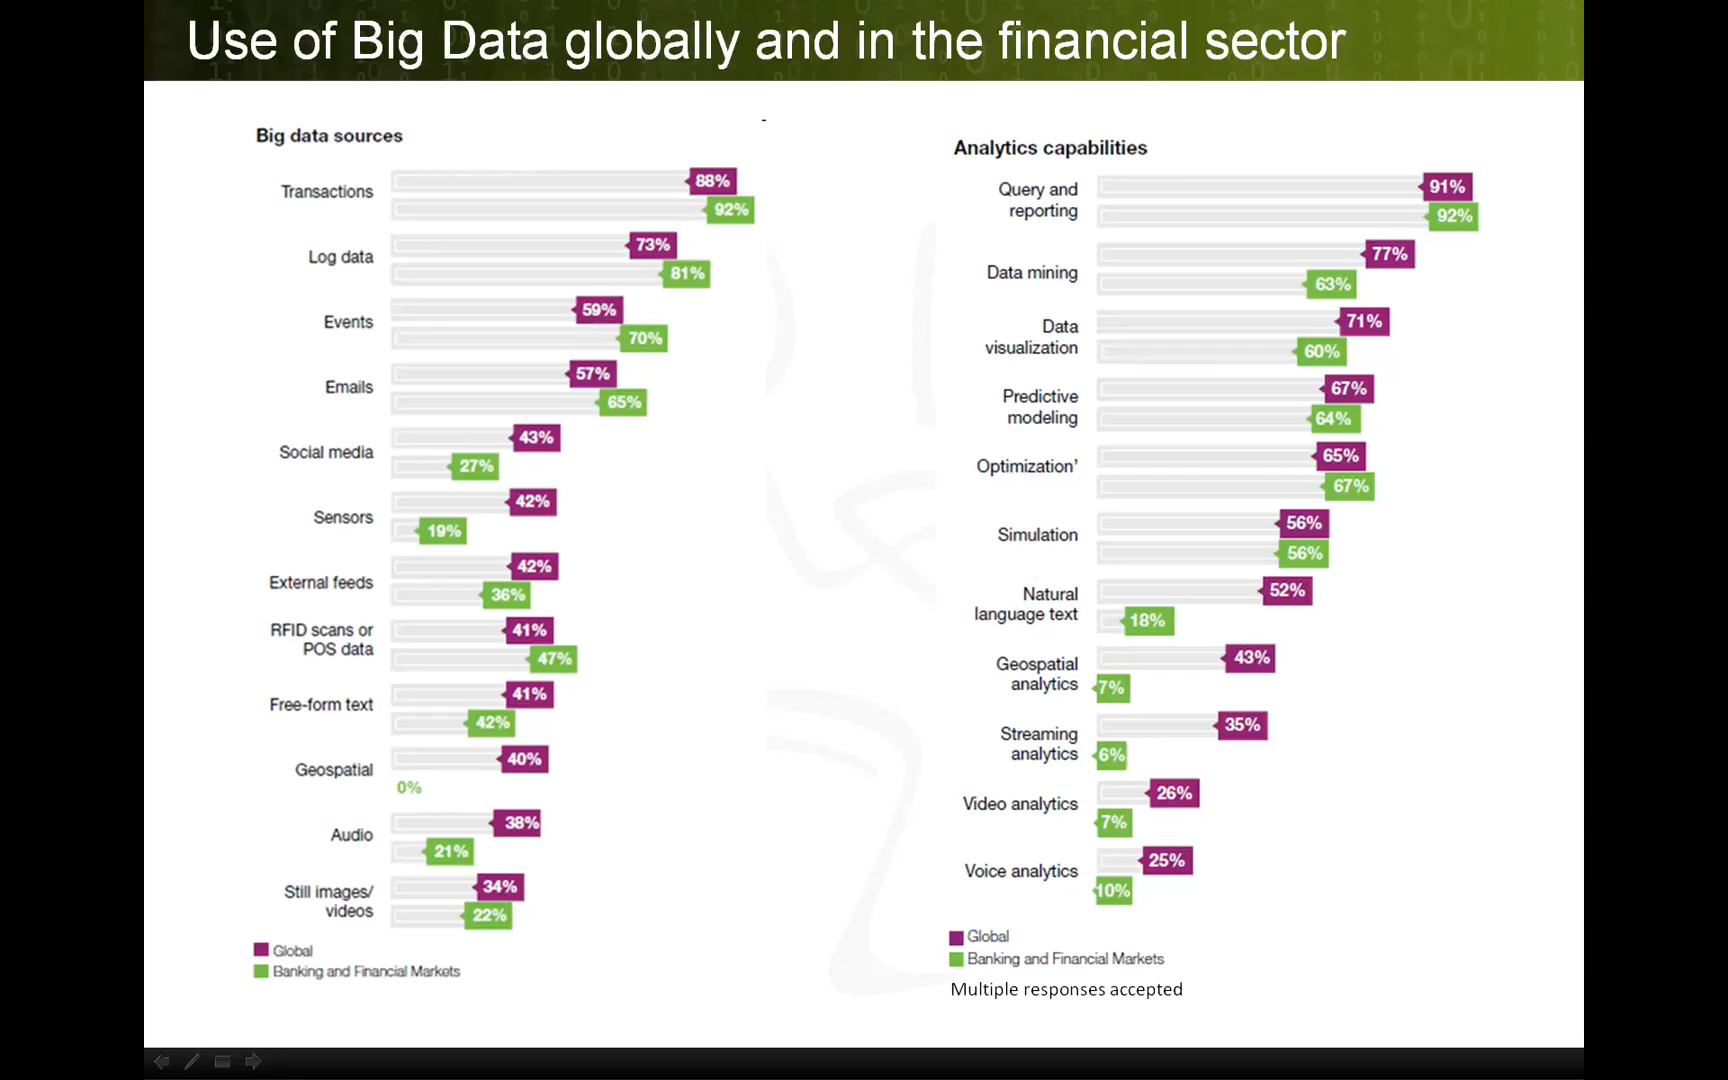 Use of Big Data globally and in the financial sector
Big data sources
Transactions
88%
92%
Log data
73%
81%
Events
59%
70%
Emails
57%
65%
Social media
43%
27%
Sensors
42%
19%
External feeds
42%
36%
RFID scans or
POS data
41%
47%
Free-form text
41%
42%
Geospatial
40%
0%
Audio
38%
21%
Still images/
videos
34%
22%
Global
Banking and Financial Markets
Analytics capabilities
Query and
reporting
91%
92%
Data mining
77%
63%
Data
visualization
71%
60%
Predictive
modeling
67%
64%
Optimization’
65%
67%
Simulation
56%
56%
Natural
language text
52%
18%
Geospatial
analytics
43%
7%
Streaming
analytics
35%
6%
Video analytics
26%
7%
Voice analytics
25%
10%
Global
Banking and Financial Markets
Multiple responses accepted